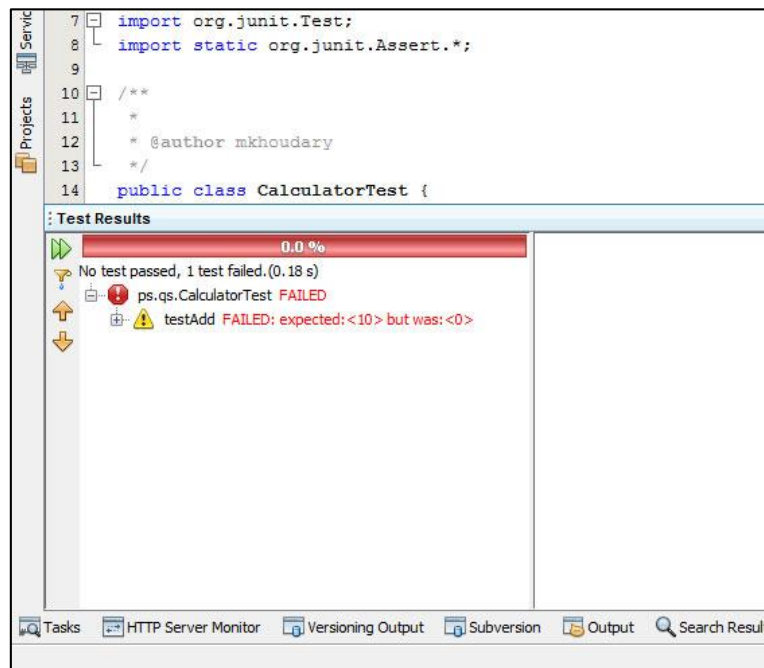 Servic
Projects
7 import org.junit.Test;
8 import static org.junit.Assert.*;
9
10 /**
11 *
12 * @author mkhoudary
13 */
14 public class CalculatorTest {
Test Results
0.0 %
No test passed, 1 test failed.(0.18 s)
ps.qs.CalculatorTest FAILED
testAdd FAILED: expected:<10> but was:<0>
Tasks HTTP Server Monitor Versioning Output Subversion Output Search Resul